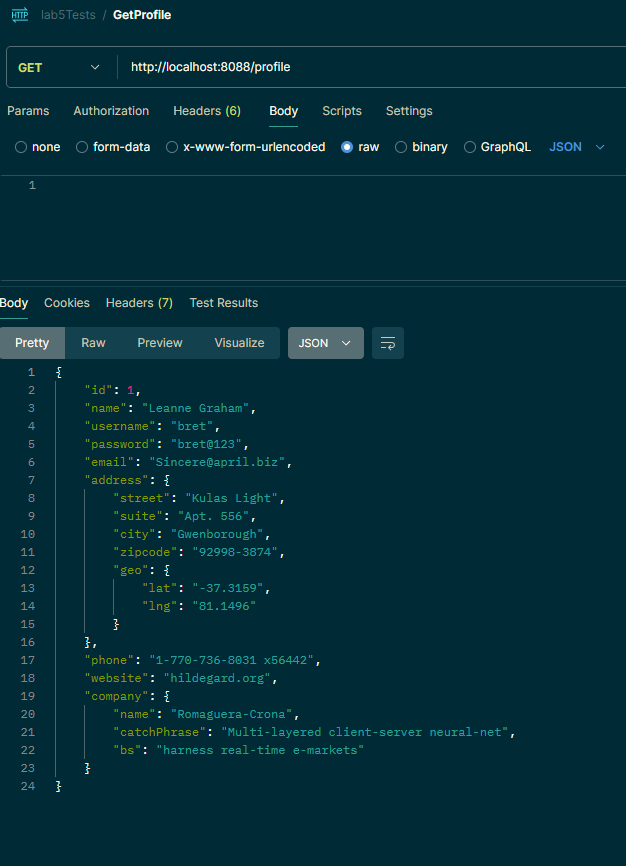 HTTP lab5Tests / GetProfile
GET http://localhost:8088/profile
Params Authorization Headers (6) Body Scripts Settings
none form-data x-www-form-urlencoded raw binary GraphQL JSON
1
Body Cookies Headers (7) Test Results
Pretty Raw Preview Visualize JSON
1 {
2 "id": 1,
3 "name": "Leanne Graham",
4 "username": "bret",
5 "password": "bret@123",
6 "email": "Sincere@april.biz",
7 "address": {
8 "street": "Kulas Light",
9 "suite": "Apt. 556",
10 "city": "Gwenborough",
11 "zipcode": "92998-3874",
12 "geo": {
13 "lat": "-37.3159",
14 "lng": "81.1496"
15 }
16 },
17 "phone": "1-770-736-8031 x56442",
18 "website": "hildegard.org",
19 "company": {
20 "name": "Romaguera-Crona",
21 "catchPhrase": "Multi-layered client-server neural-net",
22 "bs": "harness real-time e-markets"
23 }
24 }